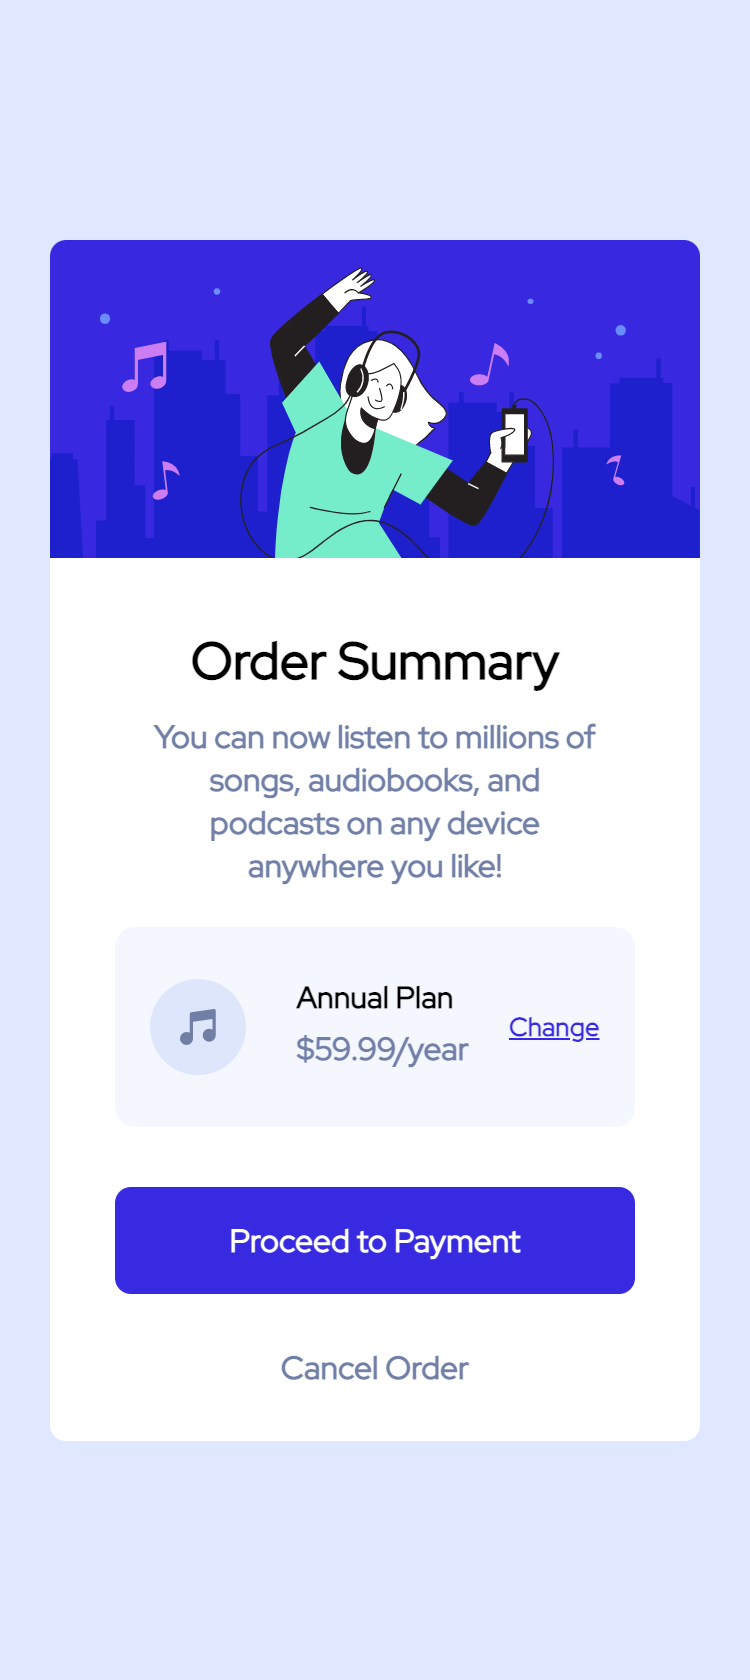 Order Summary
You can now listen to millions of
songs, audiobooks, and
podcasts on any device
anywhere you like!
Annual Plan
$59.99/year
Change
Proceed to Payment
Cancel Order